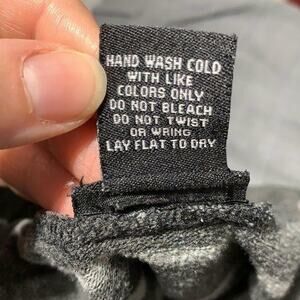 HAND WASH COLD
WITH LIKE
COLORS ONLY
DO NOT BLEACH
DO NOT TWIST
OR WRING
LAY FLAT TO DRY